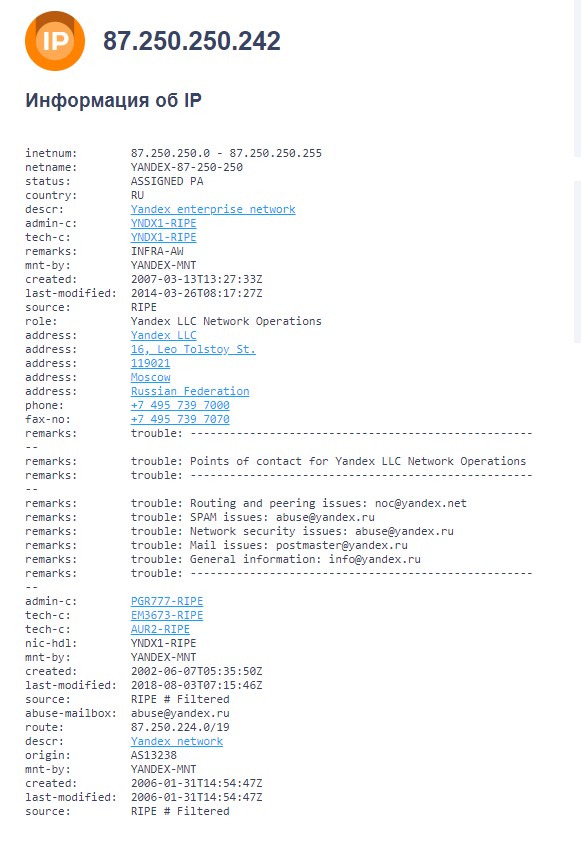 IP 87.250.250.242
Информация об IP
inetnum: 87.250.250.0 - 87.250.250.255
netname: YANDEX-87-250-250
status: ASSIGNED PA
country: RU
descr: Yandex enterprise network
admin-c: YNDX1-RIPE
tech-c: YNDX1-RIPE
remarks: INFRA-AW
mnt-by: YANDEX-MNT
created: 2007-03-13T13:27:33Z
last-modified: 2014-03-26T08:17:27Z
source: RIPE
role: Yandex LLC Network Operations
address: Yandex LLC
address: 16, Leo Tolstoy St.
address: 119021
address: Moscow
address: Russian Federation
phone: +7 495 739 7000
fax-no: +7 495 739 7070
remarks: trouble: ----------------------------------------------------
--
remarks: trouble: Points of contact for Yandex LLC Network Operations
remarks: trouble: ----------------------------------------------------
--
remarks: trouble: Routing and peering issues: noc@yandex.net
remarks: trouble: SPAM issues: abuse@yandex.ru
remarks: trouble: Network security issues: abuse@yandex.ru
remarks: trouble: Mail issues: postmaster@yandex.ru
remarks: trouble: General information: info@yandex.ru
remarks: trouble: ----------------------------------------------------
--
admin-c: PGR777-RIPE
tech-c: EM3673-RIPE
tech-c: AUR2-RIPE
nic-hdl: YNDX1-RIPE
mnt-by: YANDEX-MNT
created: 2002-06-07T05:35:50Z
last-modified: 2018-08-03T07:15:46Z
source: RIPE # Filtered
abuse-mailbox: abuse@yandex.ru
route: 87.250.224.0/19
descr: Yandex network
origin: AS13238
mnt-by: YANDEX-MNT
created: 2006-01-31T14:54:47Z
last-modified: 2006-01-31T14:54:47Z
source: RIPE # Filtered